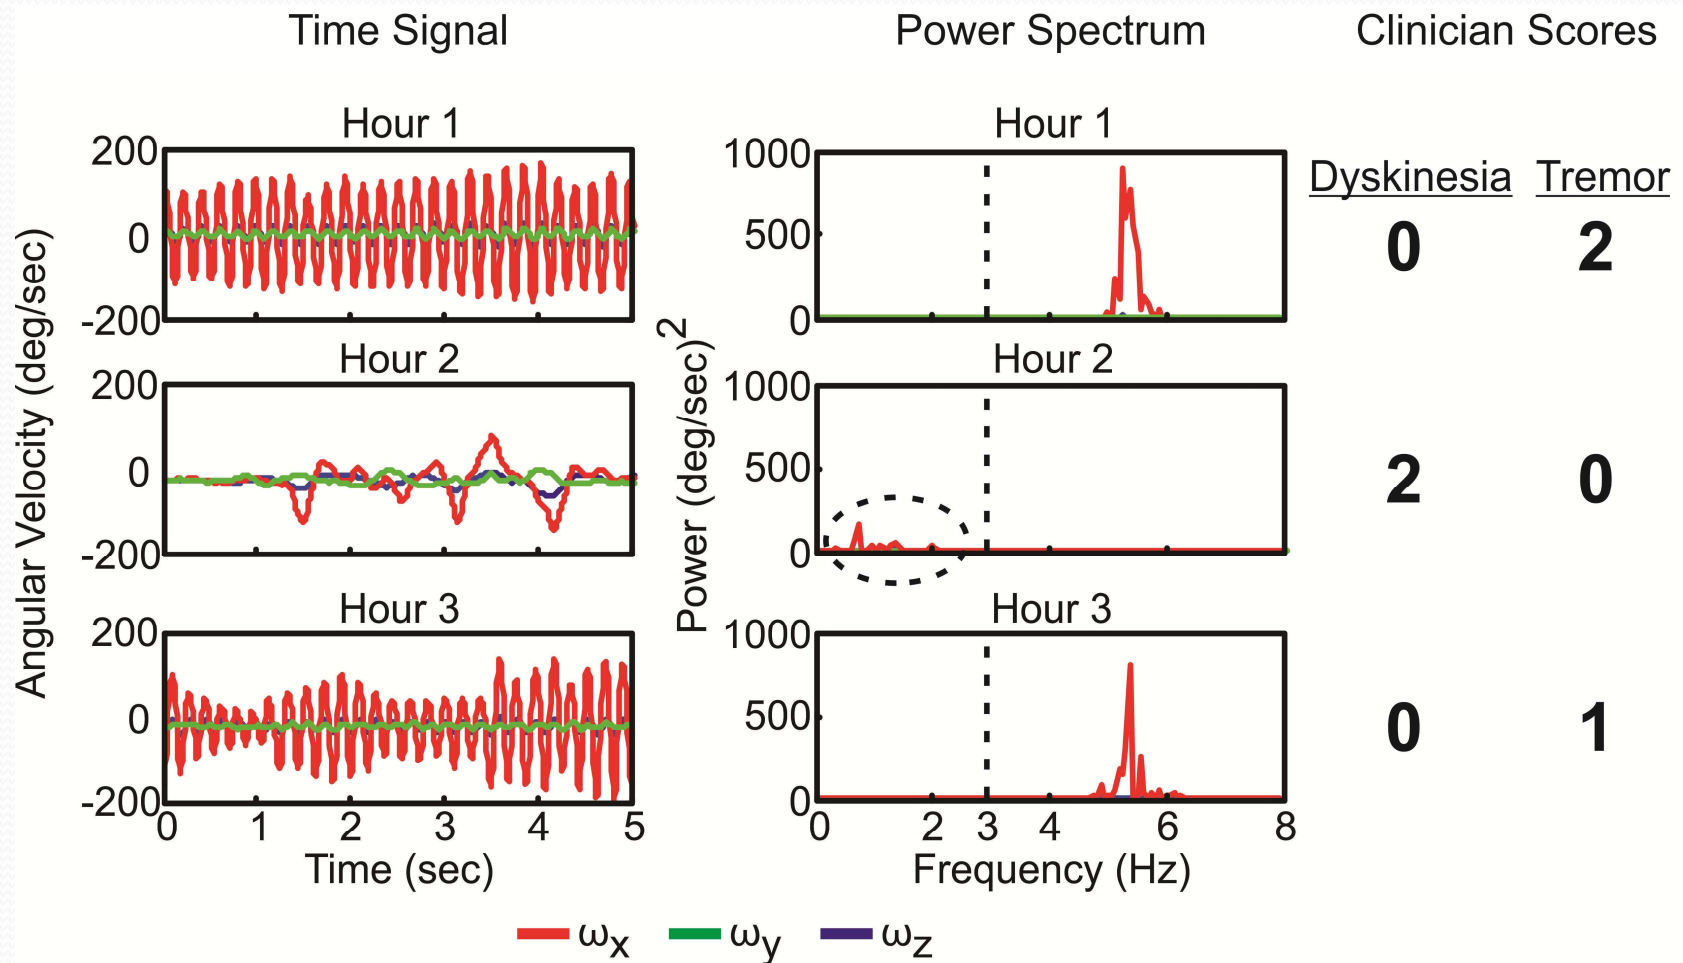 Time Signal
Power Spectrum
Clinician Scores
Hour 1
200
0
-200
Hour 2
200
0
-200
Hour 3
200
0
-200
0 1 2 3 4 5
Time (sec)
Angular Velocity (deg/sec)
Hour 1
1000
500
0
Hour 2
1000
500
0
Hour 3
1000
500
0
0 2 3 4 6 8
Frequency (Hz)
Power (deg/sec)²
Dyskinesia Tremor
0 2
2 0
0 1
ωx ωy ωz